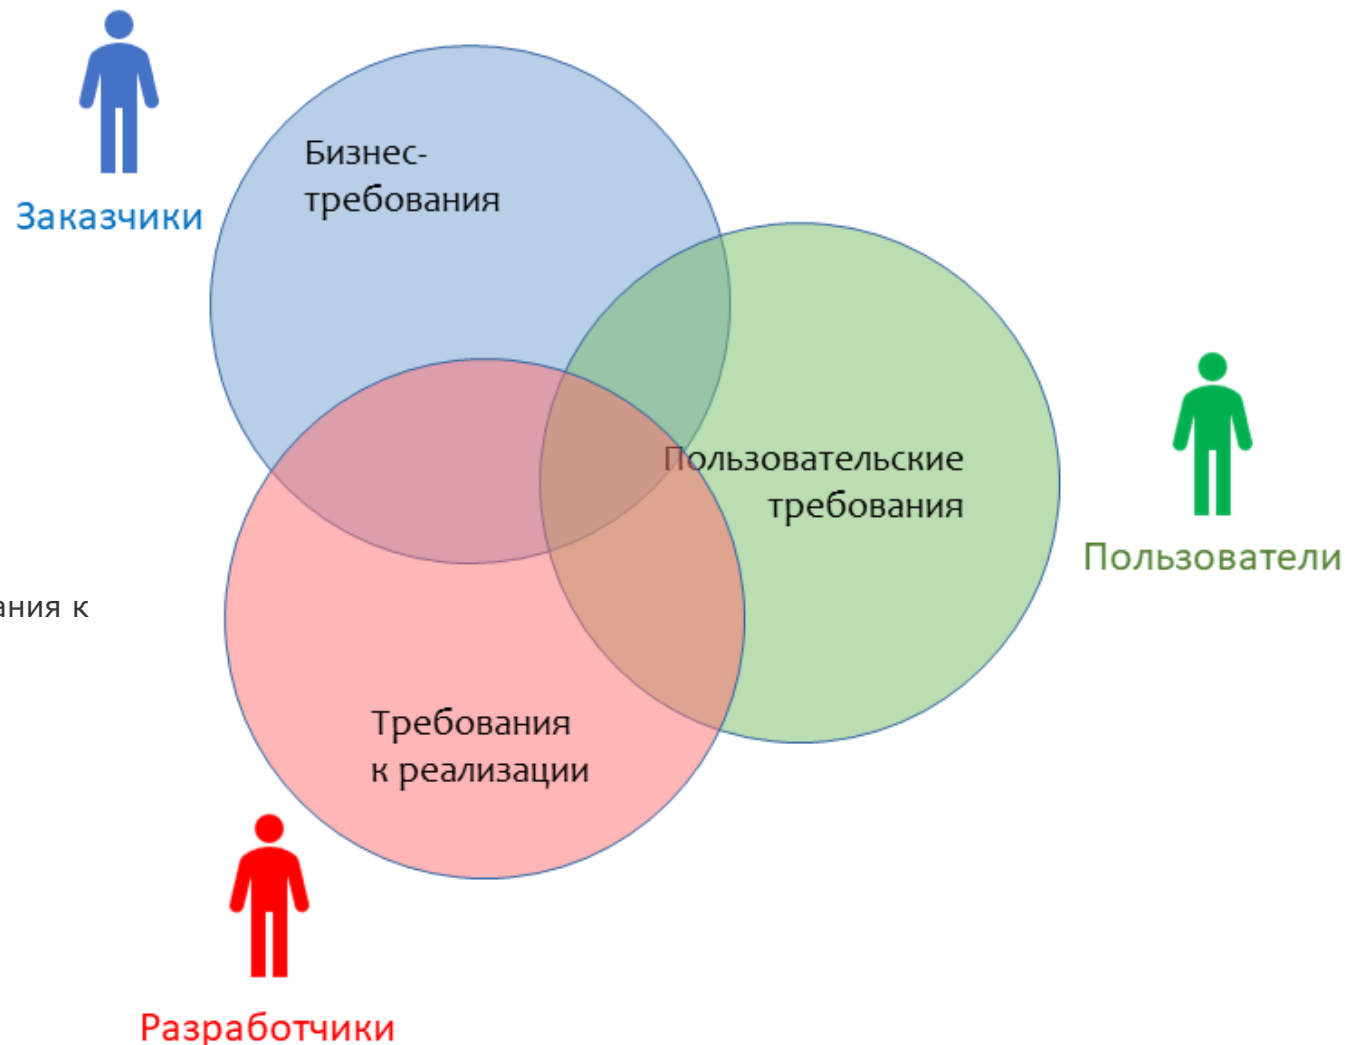 Бизнес-
требования
Заказчики
Пользовательские
требования
Пользователи
ания к
Требования
к реализации
Разработчики